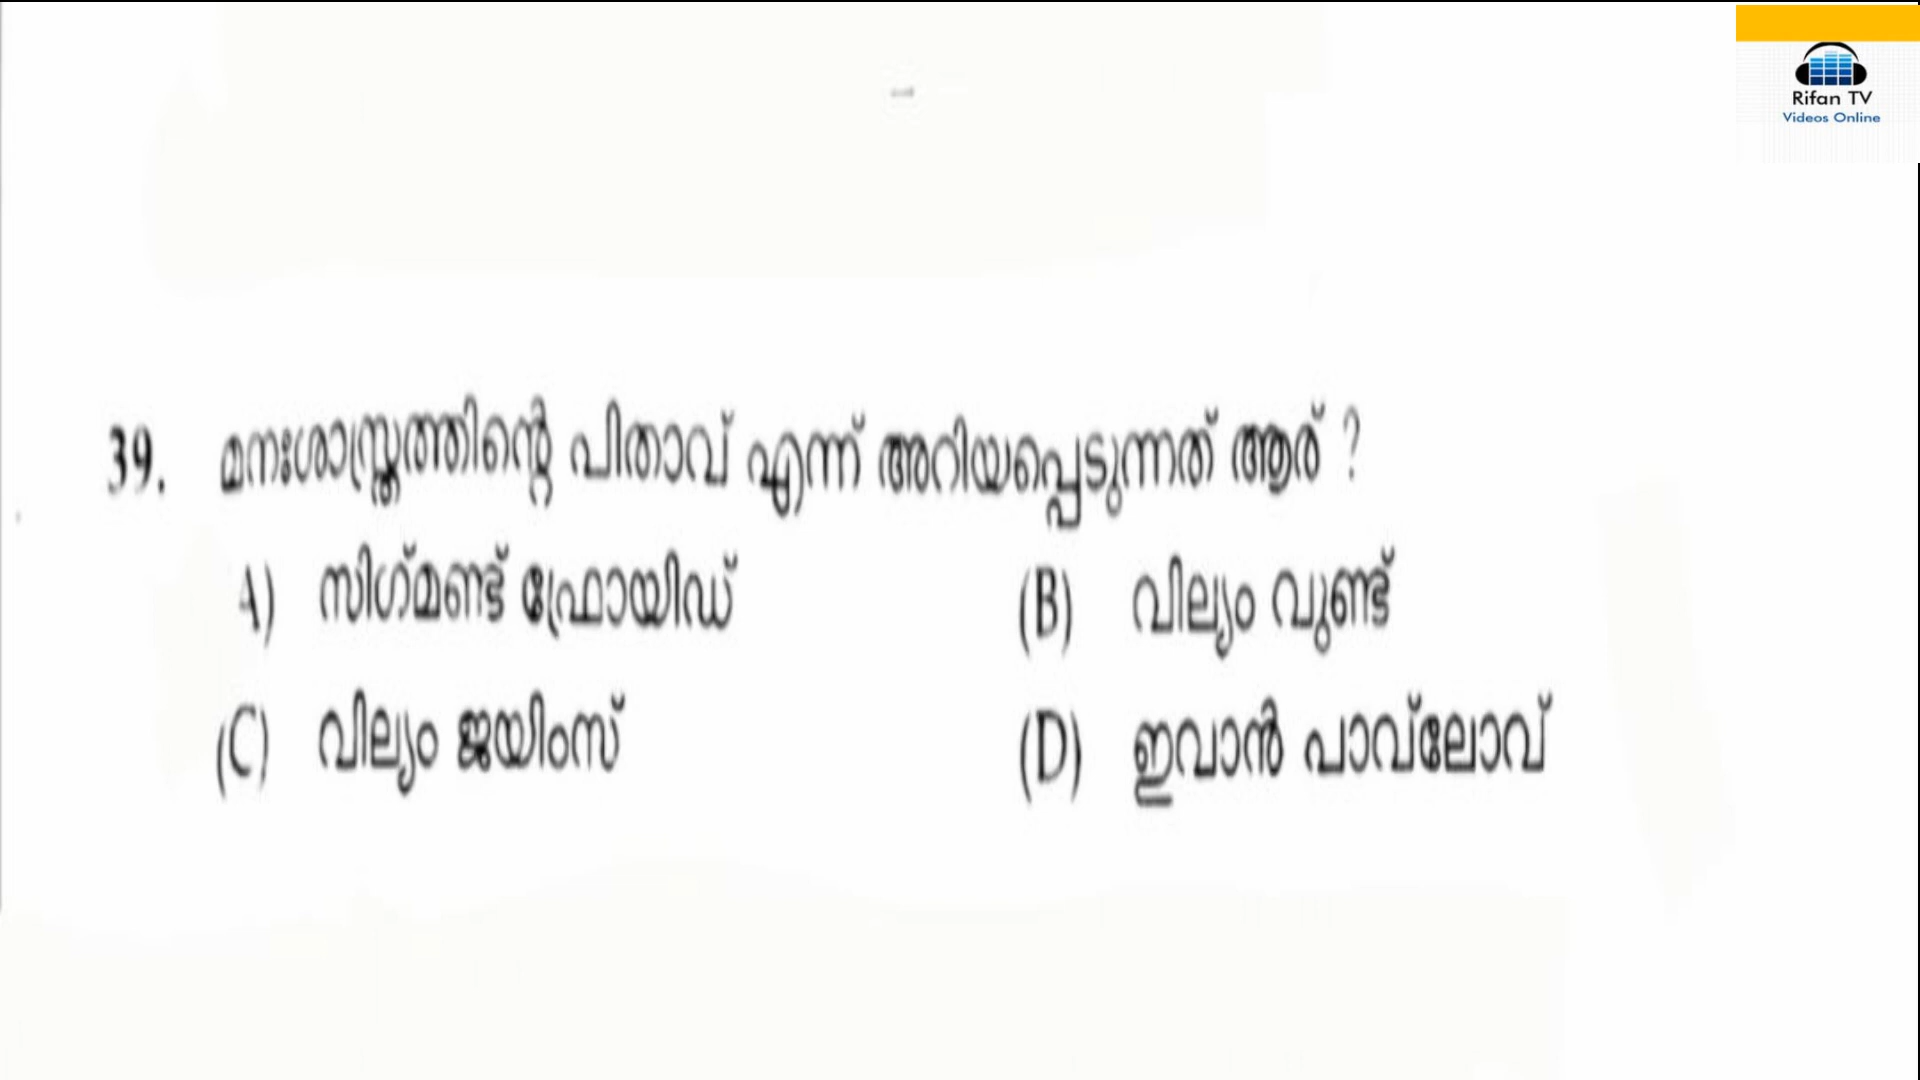 Rifan TV
Videos Online
39. മനഃശാസ്ത്രത്തിന്റെ പിതാവ് എന്ന് അറിയപ്പെടുന്നത് ആര് ?
A) സിഗ്മണ്ട് ഫ്രോയിഡ് (B) വില്യം വുണ്ട്
(C) വില്യം ജയിംസ് (D) ഇവാൻ പാവ്ലോവ്